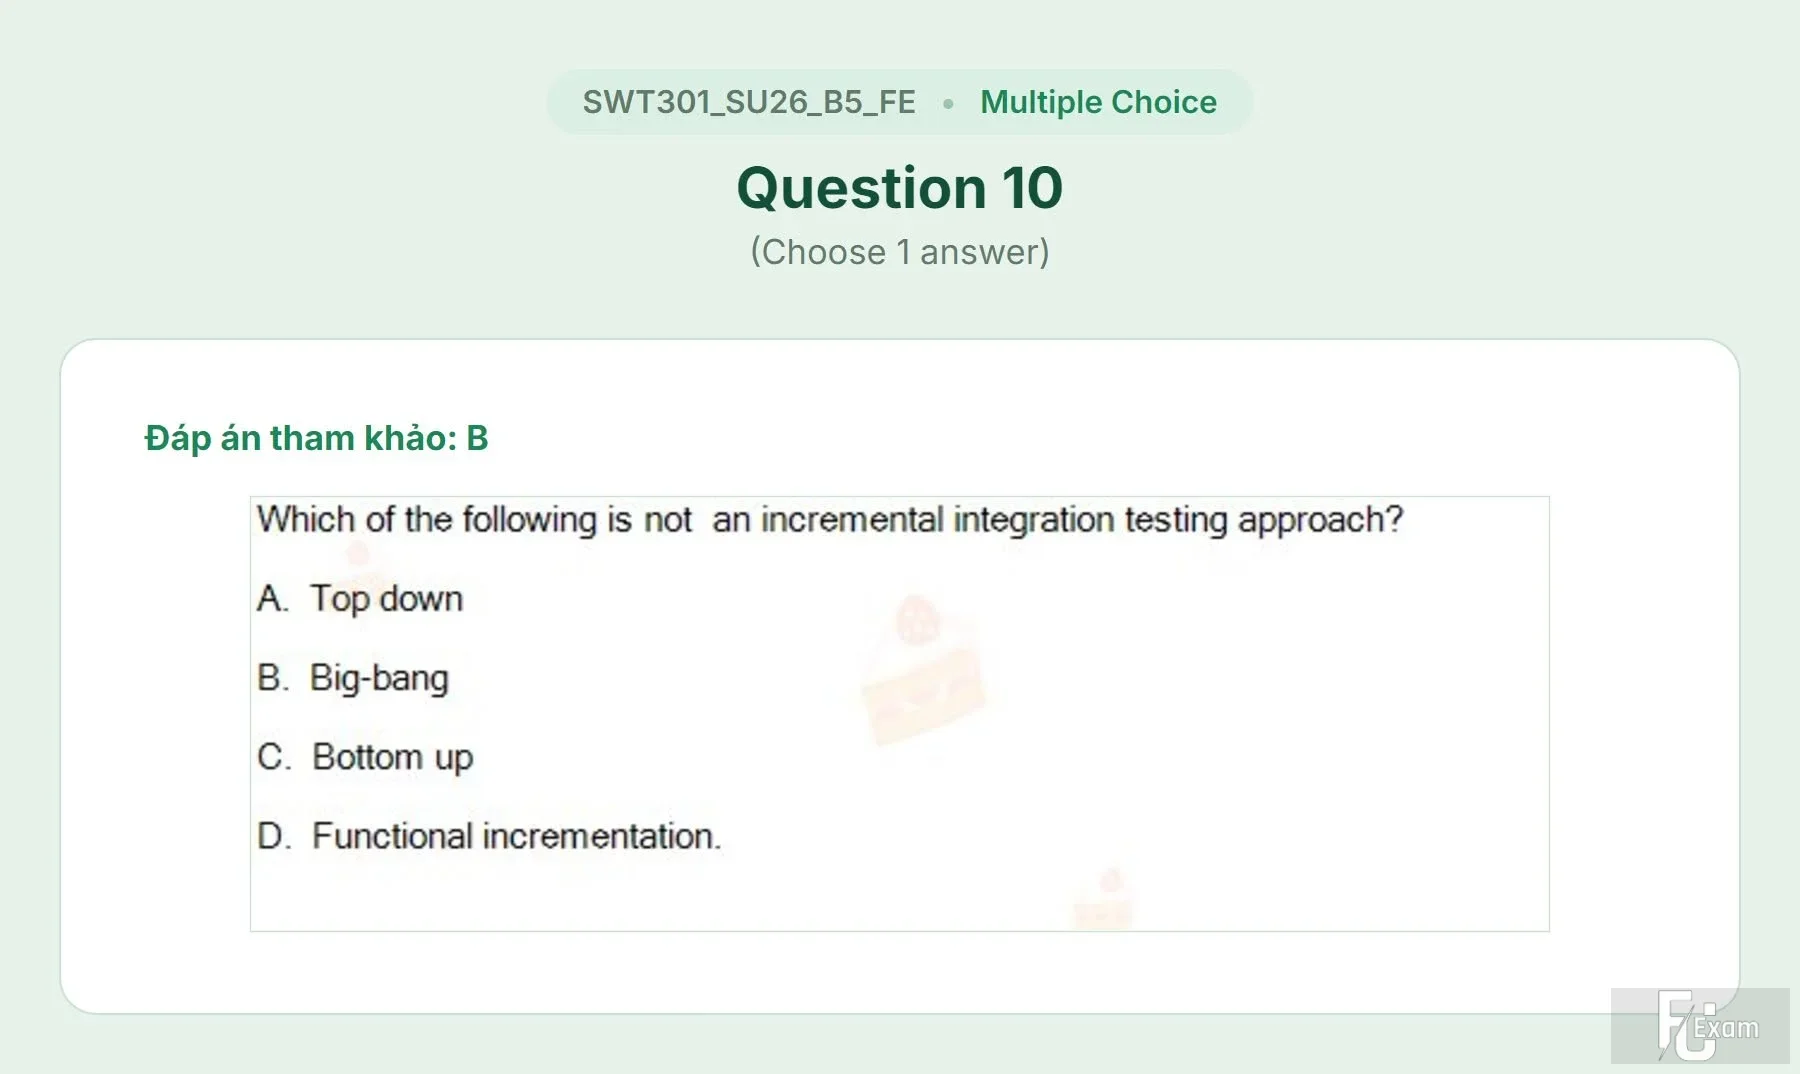 SWT301_SU26_B5_FE • Multiple Choice
Question 10
(Choose 1 answer)
Đáp án tham khảo: B
Which of the following is not an incremental integration testing approach?
A. Top down
B. Big-bang
C. Bottom up
D. Functional incrementation.
FU Exam